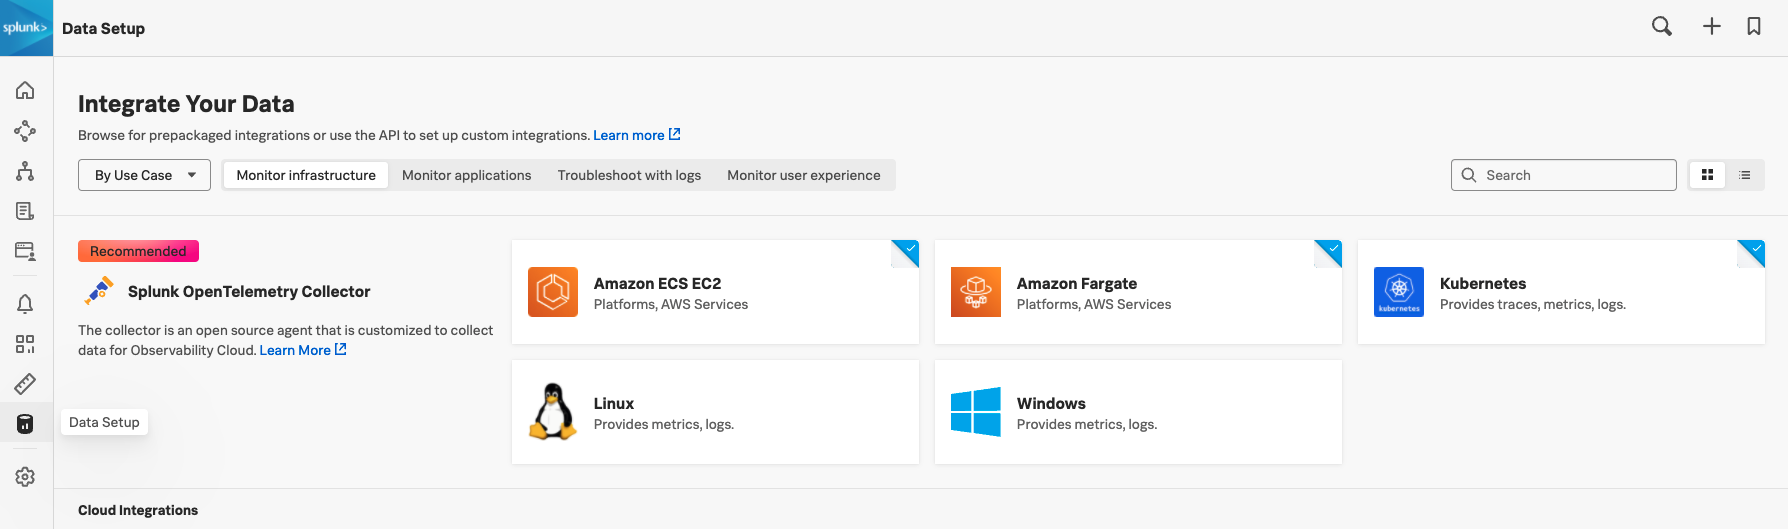 splunk>
Data Setup
Integrate Your Data
Browse for prepackaged integrations or use the API to set up custom integrations. Learn more
By Use Case
Monitor infrastructure
Monitor applications
Troubleshoot with logs
Monitor user experience
Search
Recommended
Splunk OpenTelemetry Collector
The collector is an open source agent that is customized to collect
data for Observability Cloud. Learn More
Amazon ECS EC2
Platforms, AWS Services
Amazon Fargate
Platforms, AWS Services
kubernetes
Kubernetes
Provides traces, metrics, logs.
Linux
Provides metrics, logs.
Windows
Provides metrics, logs.
Data Setup
Cloud Integrations